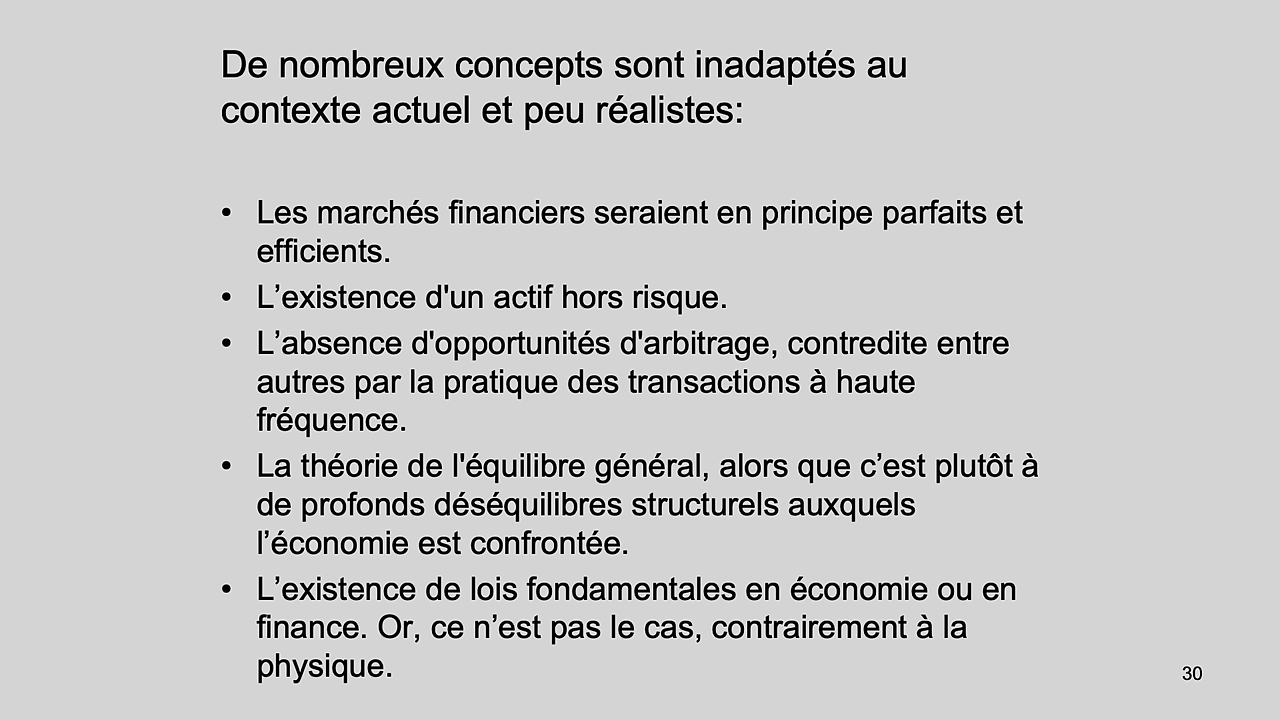 De nombreux concepts sont inadaptés au
contexte actuel et peu réalistes:
• Les marchés financiers seraient en principe parfaits et
efficients.
• L’existence d'un actif hors risque.
• L’absence d'opportunités d'arbitrage, contredite entre
autres par la pratique des transactions à haute
fréquence.
• La théorie de l'équilibre général, alors que c’est plutôt à
de profonds déséquilibres structurels auxquels
l’économie est confrontée.
• L’existence de lois fondamentales en économie ou en
finance. Or, ce n’est pas le cas, contrairement à la
physique.
30